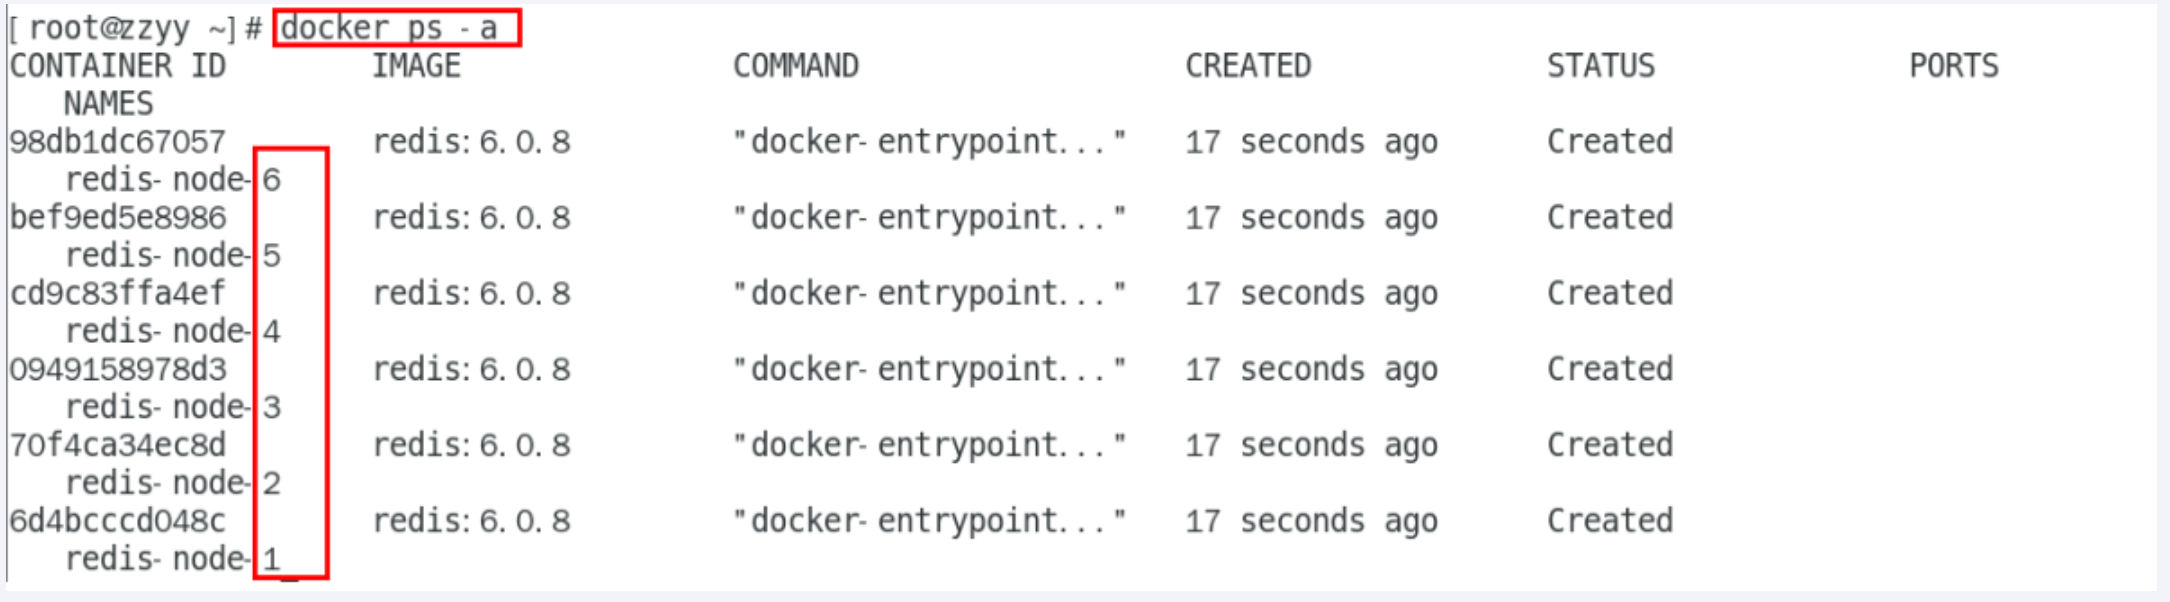 [root@zzyy ~]# docker ps -a
CONTAINER ID        IMAGE               COMMAND                  CREATED             STATUS              PORTS
   NAMES
98db1dc67057        redis:6.0.8         "docker-entrypoint..."   17 seconds ago      Created
   redis-node-6
bef9ed5e8986        redis:6.0.8         "docker-entrypoint..."   17 seconds ago      Created
   redis-node-5
cd9c83ffa4ef        redis:6.0.8         "docker-entrypoint..."   17 seconds ago      Created
   redis-node-4
0949158978d3        redis:6.0.8         "docker-entrypoint..."   17 seconds ago      Created
   redis-node-3
70f4ca34ec8d        redis:6.0.8         "docker-entrypoint..."   17 seconds ago      Created
   redis-node-2
6d4bcccd048c        redis:6.0.8         "docker-entrypoint..."   17 seconds ago      Created
   redis-node-1